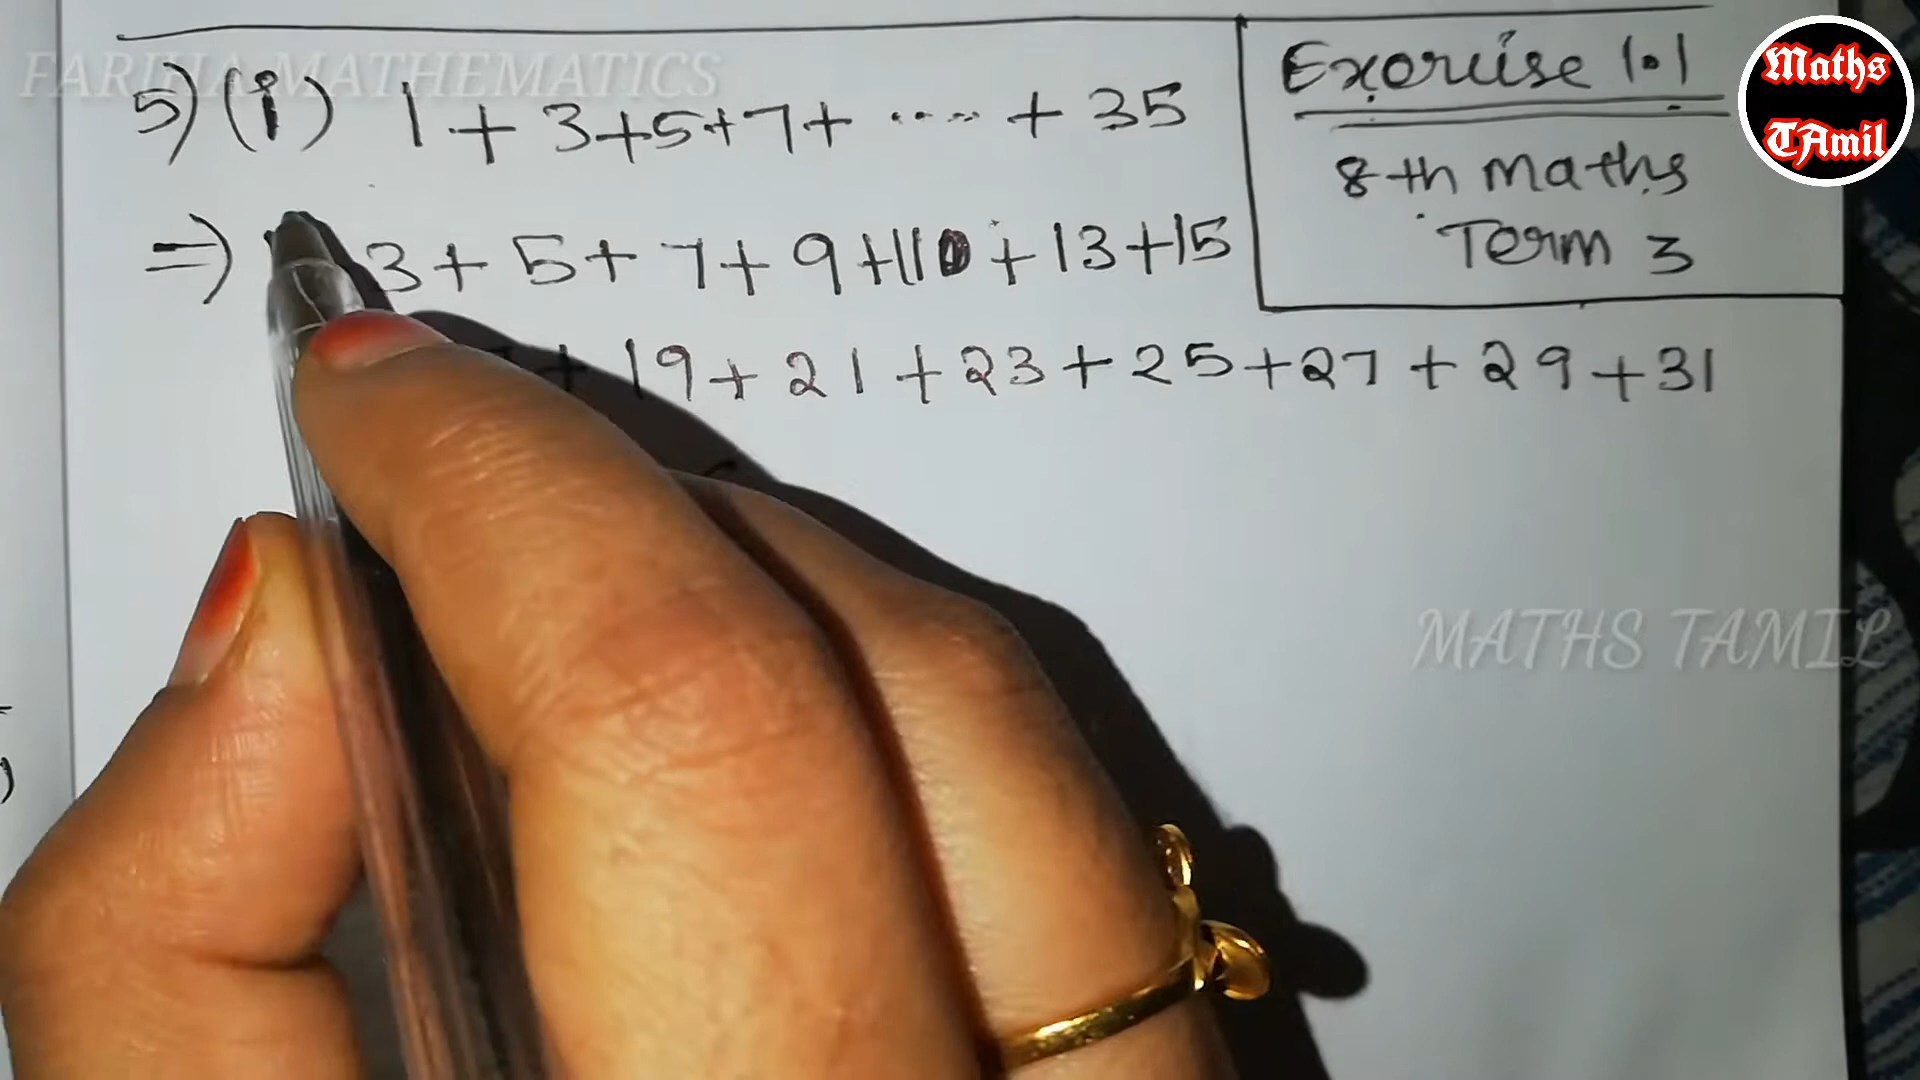 FARIHA MATHEMATICS
5) (i) 1 + 3+5+7+ ..... + 35
=) 3 + 5 + 7 + 9 +11 + 13 +15
+ 19 + 21 + 23 + 25 + 27 + 29 + 31
Exercise 1.1
8th maths
Term 3
Maths
TAmil
MATHS TAMIL